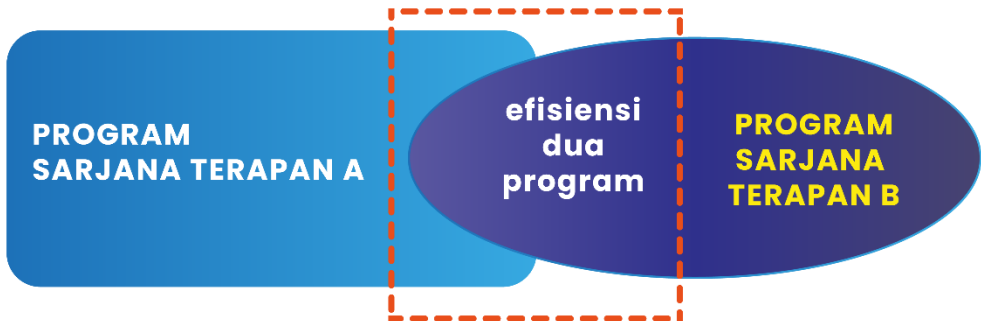 PROGRAM
SARJANA TERAPAN A
efisiensi
dua
program
PROGRAM
SARJANA
TERAPAN B